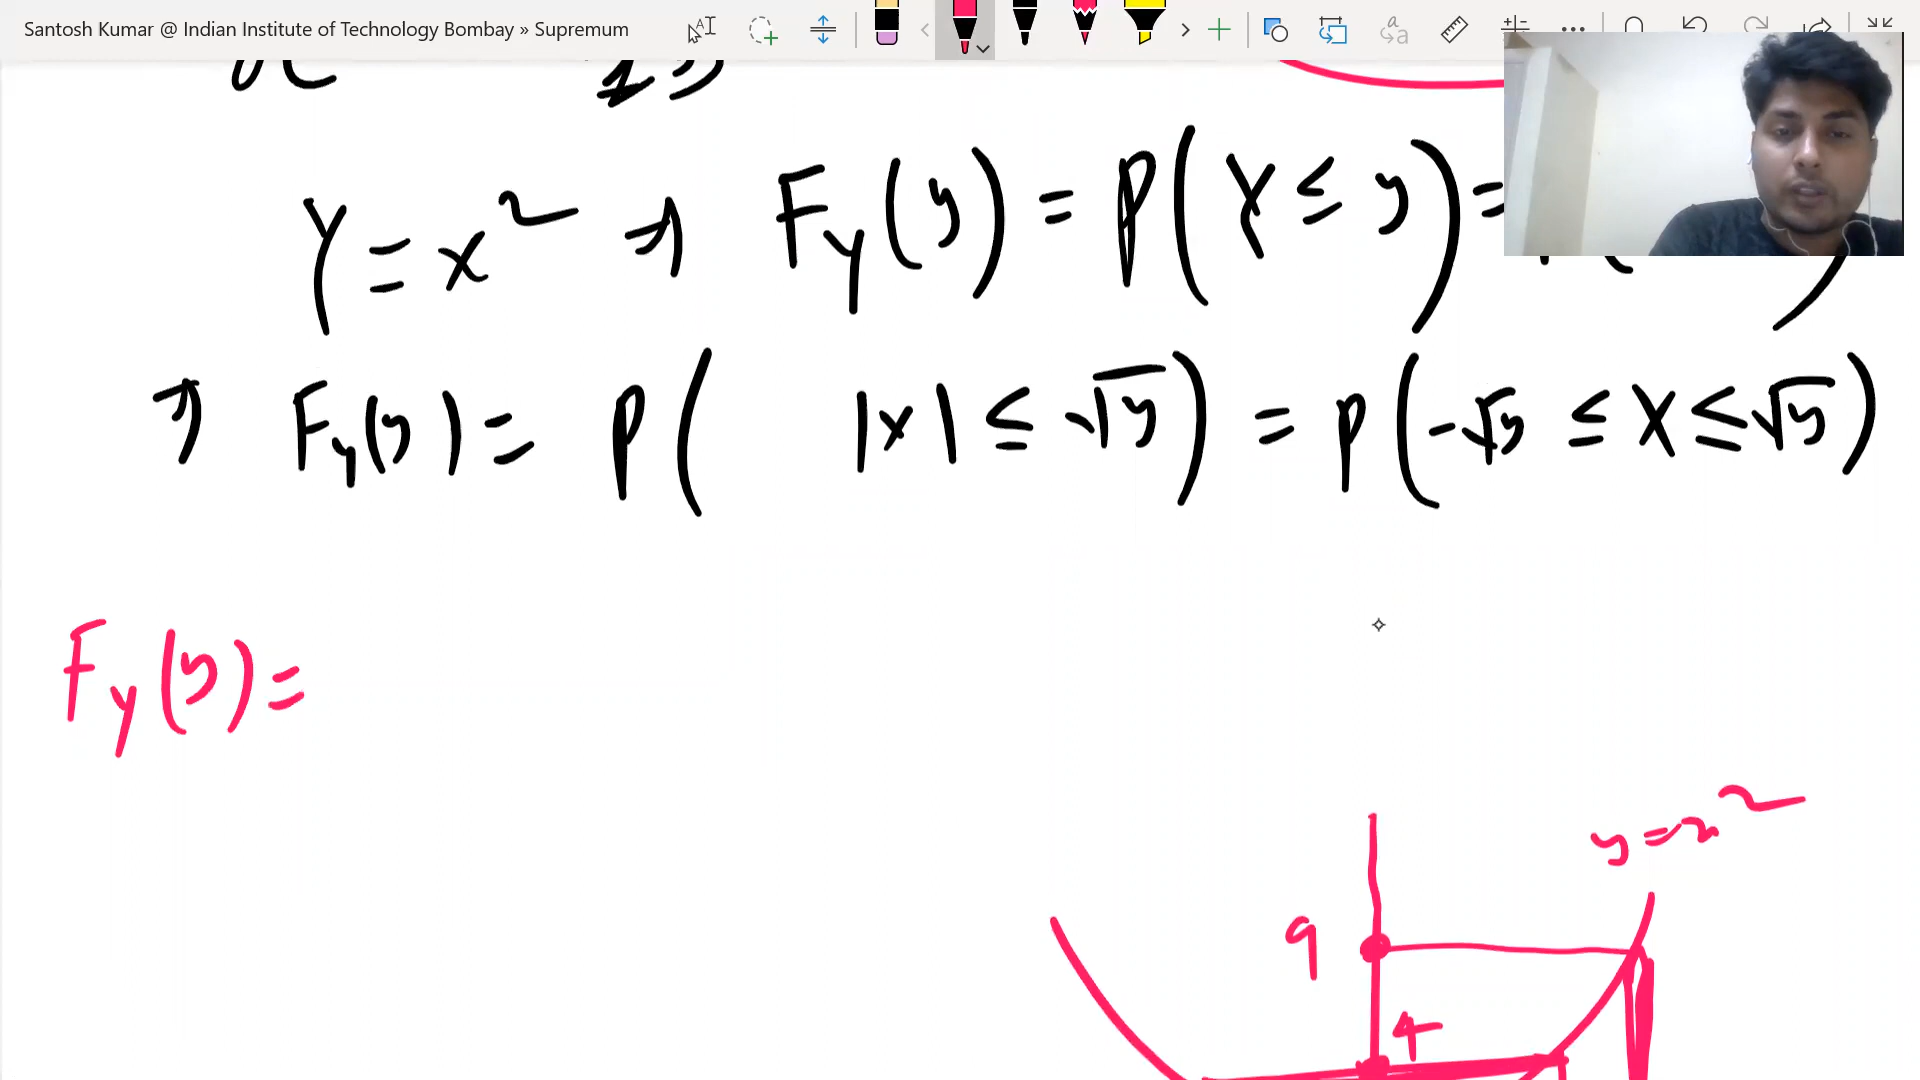 Santosh Kumar @ Indian Institute of Technology Bombay » Supremum
Y = x² ⇒ F_Y(y) = P(Y ≤ y) =
⇒ F_Y(y) = P( |x| ≤ √y ) = P( -√y ≤ X ≤ √y )
F_Y(y) =
y = x²
9
4